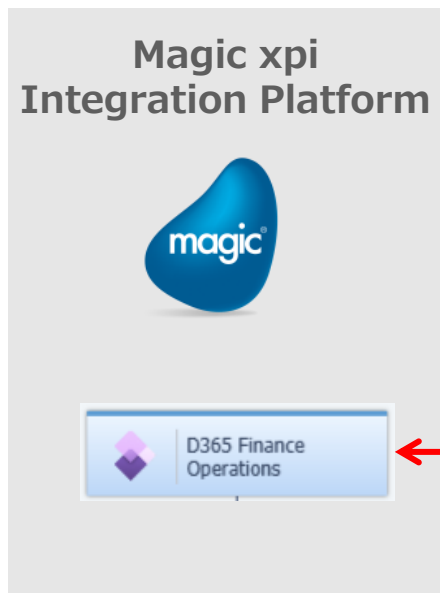 Magic xpi
Integration Platform
magic®
D365 Finance
Operations